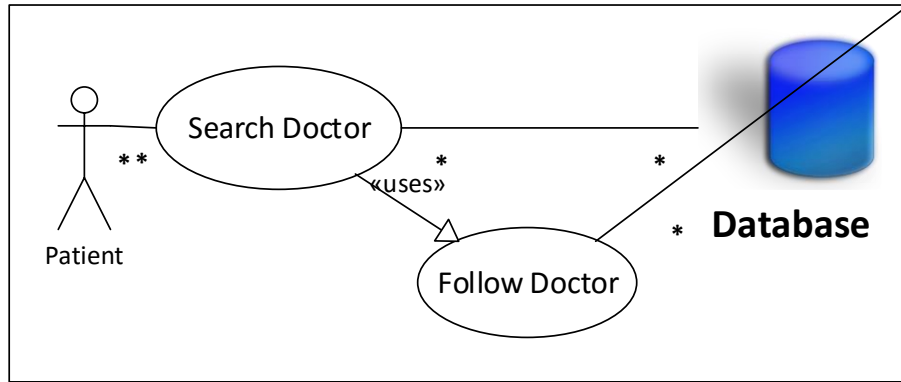 Search Doctor
* *
*
*
«uses»
Patient
*
Database
Follow Doctor